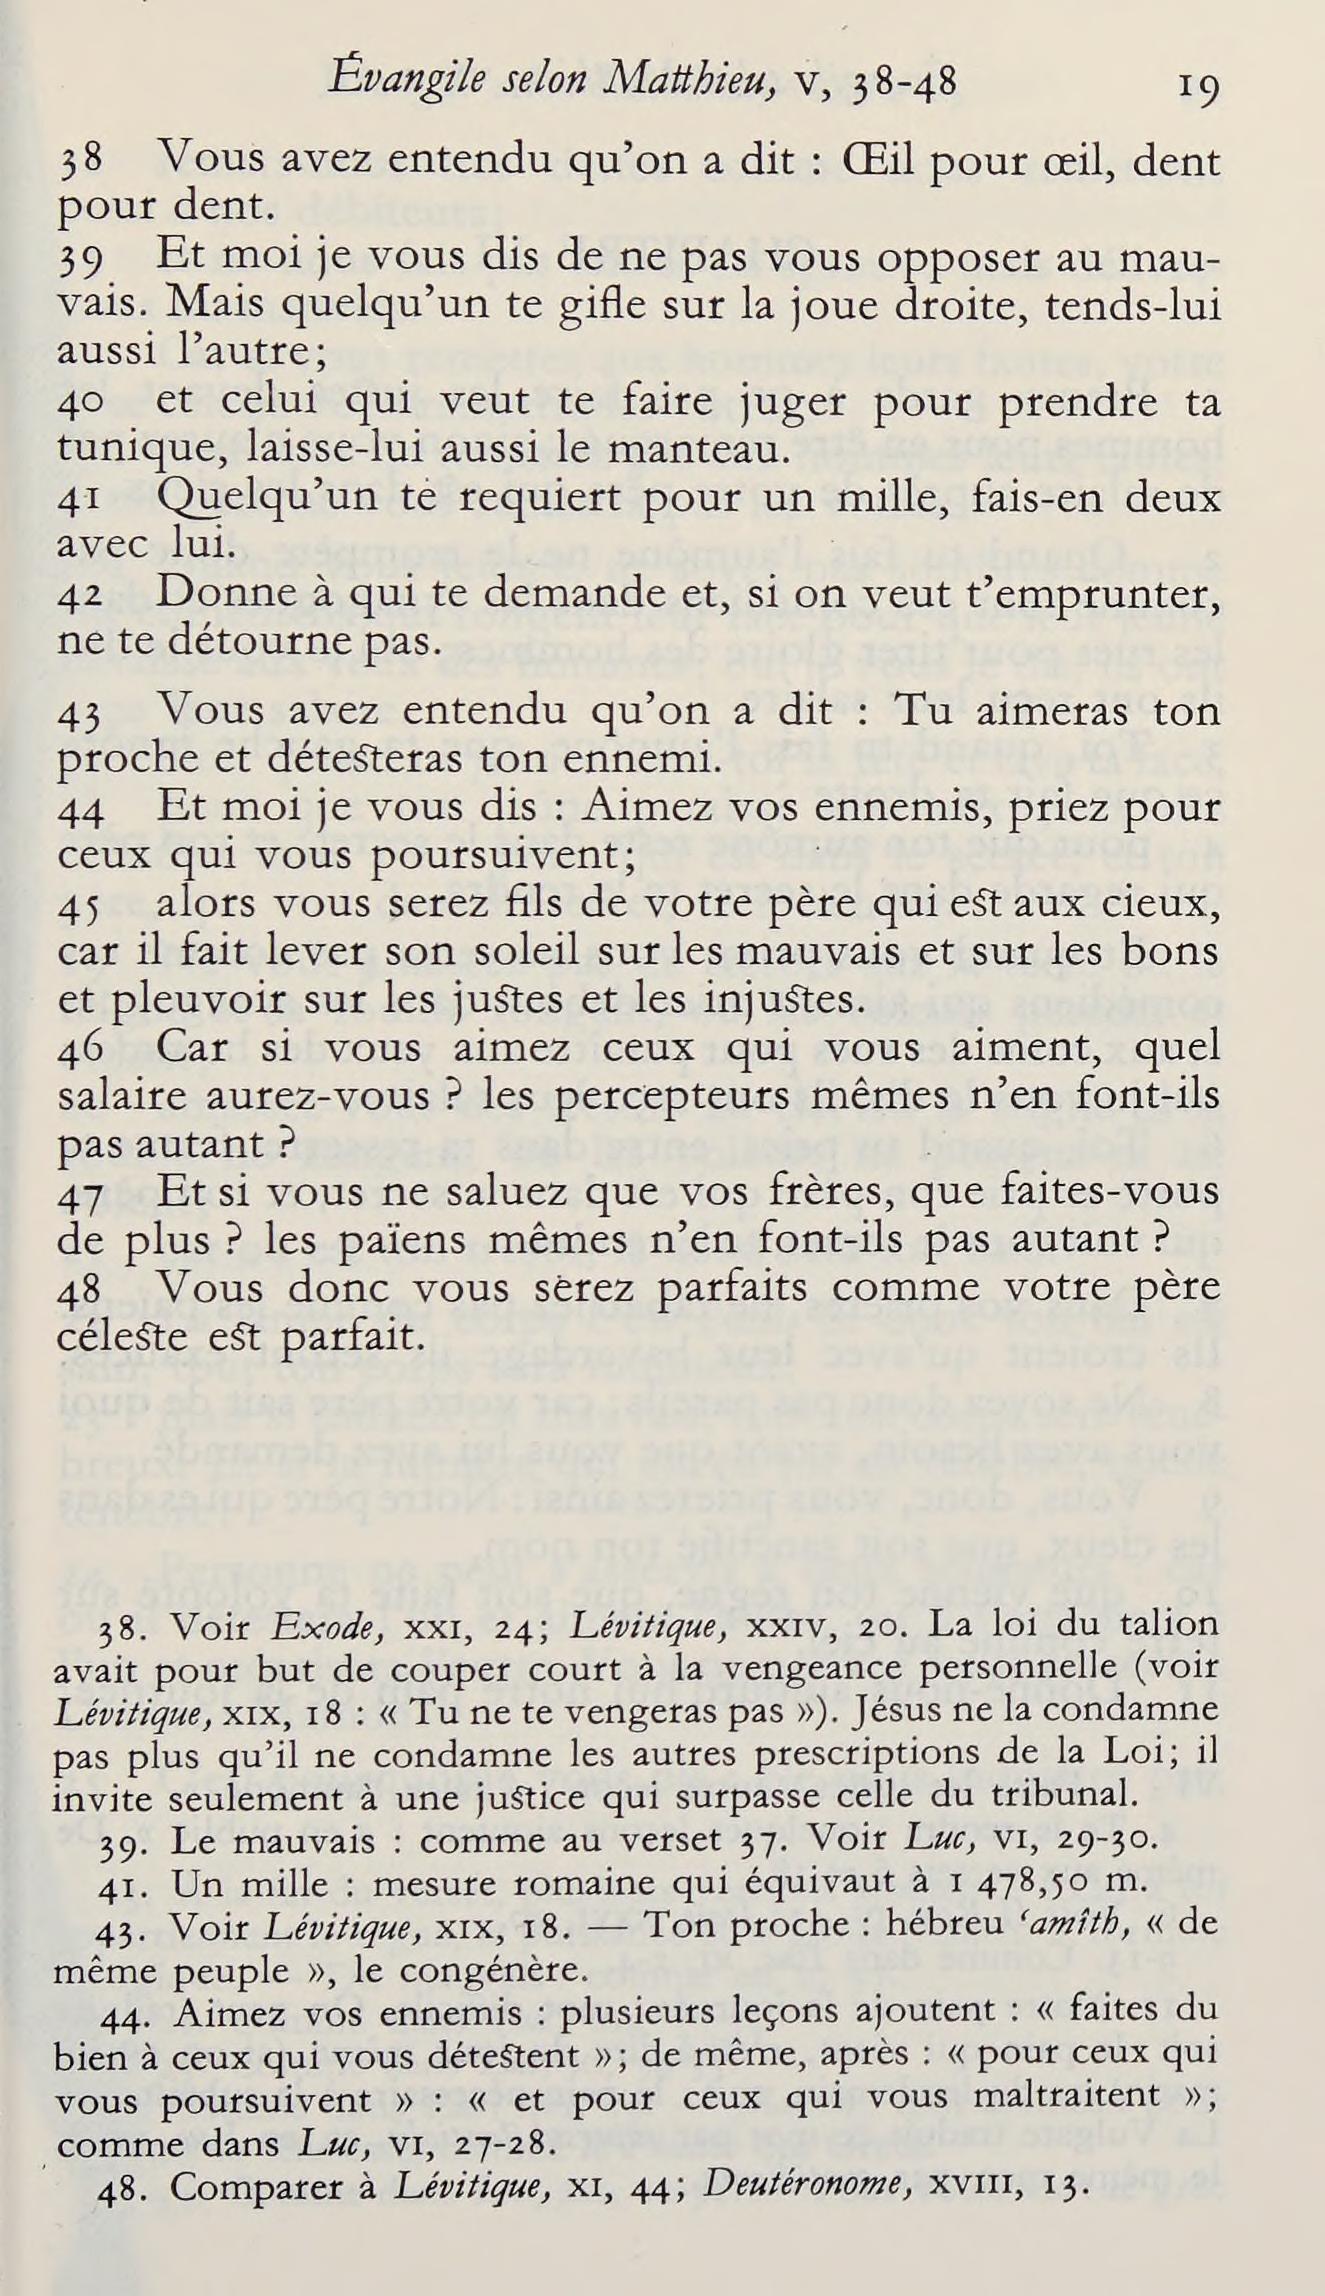 Évangile selon Matthieu, V, 38-48 19
38 Vous avez entendu qu’on a dit : Œil pour œil, dent
pour dent.
39 Et moi je vous dis de ne pas vous opposer au mau-
vais. Mais quelqu’un te gifle sur la joue droite, tends-lui
aussi l’autre;
40 et celui qui veut te faire juger pour prendre ta
tunique, laisse-lui aussi le manteau.
41 Quelqu’un te requiert pour un mille, fais-en deux
avec lui.
42 Donne à qui te demande et, si on veut t’emprunter,
ne te détourne pas.
43 Vous avez entendu qu’on a dit : Tu aimeras ton
proche et détesteras ton ennemi.
44 Et moi je vous dis : Aimez vos ennemis, priez pour
ceux qui vous poursuivent;
45 alors vous serez fils de votre père qui est aux cieux,
car il fait lever son soleil sur les mauvais et sur les bons
et pleuvoir sur les justes et les injustes.
46 Car si vous aimez ceux qui vous aiment, quel
salaire aurez-vous ? les percepteurs mêmes n’en font-ils
pas autant ?
47 Et si vous ne saluez que vos frères, que faites-vous
de plus ? les païens mêmes n’en font-ils pas autant ?
48 Vous donc vous serez parfaits comme votre père
céleste est parfait.
38. Voir Exode, XXI, 24; Lévitique, XXIV, 20. La loi du talion
avait pour but de couper court à la vengeance personnelle (voir
Lévitique, XIX, 18 : « Tu ne te vengeras pas »). Jésus ne la condamne
pas plus qu’il ne condamne les autres prescriptions de la Loi; il
invite seulement à une justice qui surpasse celle du tribunal.
39. Le mauvais : comme au verset 37. Voir Luc, VI, 29-30.
41. Un mille : mesure romaine qui équivaut à 1 478,50 m.
43. Voir Lévitique, XIX, 18. — Ton proche : hébreu ‘amîth, « de
même peuple », le congénère.
44. Aimez vos ennemis : plusieurs leçons ajoutent : « faites du
bien à ceux qui vous détestent »; de même, après : « pour ceux qui
vous poursuivent » : « et pour ceux qui vous maltraitent »;
comme dans Luc, VI, 27-28.
48. Comparer à Lévitique, XI, 44; Deutéronome, XVIII, 13.